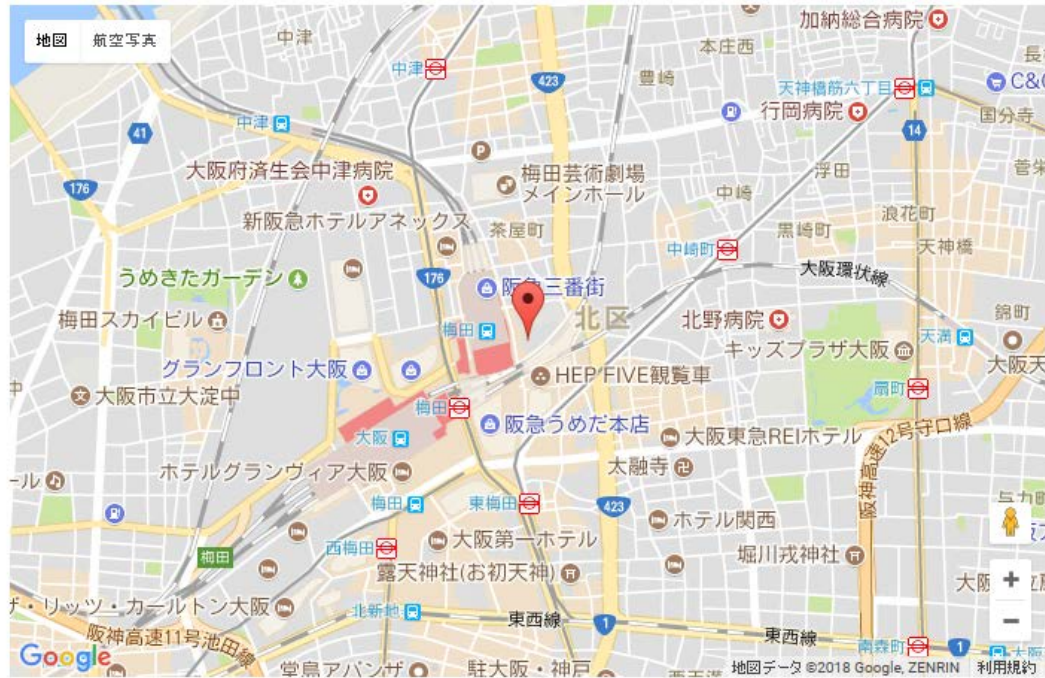 地図
航空写真
中津
加納総合病院
本庄西
中津
423
豊崎
天神橋筋六丁目
C&C
行岡病院
国分寺
中津
41
14
P
大阪府済生会中津病院
梅田芸術劇場
メインホール
浮田
菅栄
176
中崎
新阪急ホテルアネックス
浪花町
茶屋町
黒崎町
天神橋
中崎町
うめきたガーデン
176
阪急三番街
大阪環状線
梅田スカイビル
梅田
北区
北野病院
錦町
天満
キッズプラザ大阪
大阪天
グランフロント大阪
HEP FIVE観覧車
中
大阪市立大淀中
扇町
梅田
阪急うめだ本店
大阪
大阪東急REIホテル
阪神高速12号守口線
ホテルグランヴィア大阪
太融寺
ール
梅田
東梅田
423
与力町
ホテル関西
西梅田
大阪第一ホテル
梅田
堀川戎神社
露天神社(お初天神)
大阪
+
ザ・リッツ・カールトン大阪
北新地
東西線
1
−
阪神高速11号池田線
東西線
南森町
1
Google
堂島アバンザ
駐大阪・神戸
地図データ ©2018 Google, ZENRIN
利用規約